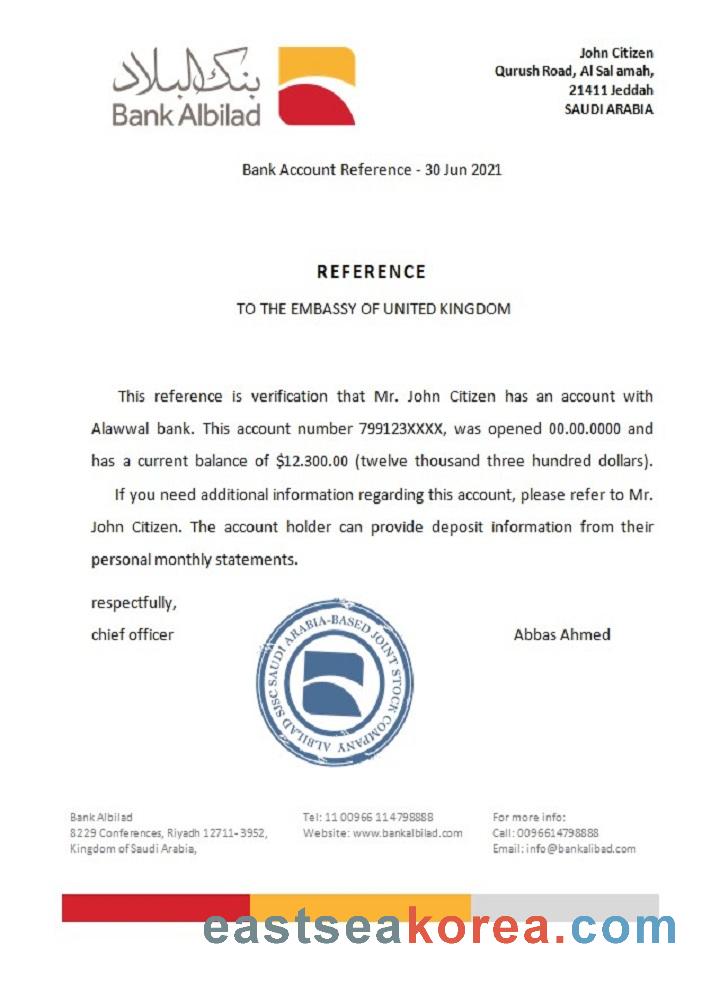 بنك البلاد
Bank Albilad
John Citizen
Qurush Road, Al Salamah,
21411 Jeddah
SAUDI ARABIA
Bank Account Reference - 30 Jun 2021
REFERENCE
TO THE EMBASSY OF UNITED KINGDOM
This reference is verification that Mr. John Citizen has an account with
Alawwal bank. This account number 799123XXXX, was opened 00.00.0000 and
has a current balance of $12.300.00 (twelve thousand three hundred dollars).
If you need additional information regarding this account, please refer to Mr.
John Citizen. The account holder can provide deposit information from their
personal monthly statements.
respectfully,
chief officer
Abbas Ahmed
ALBILAD SJSC SAUDI ARABIA-BASED JOINT STOCK COMPANY
Bank Albilad
8229 Conferences, Riyadh 12711-3952,
Kingdom of Saudi Arabia,
Tel: 11 00966 114798888
Website: www.bankalbilad.com
For more info:
Call: 0096614798888
Email: info@bankalibad.com
eastseakorea.com